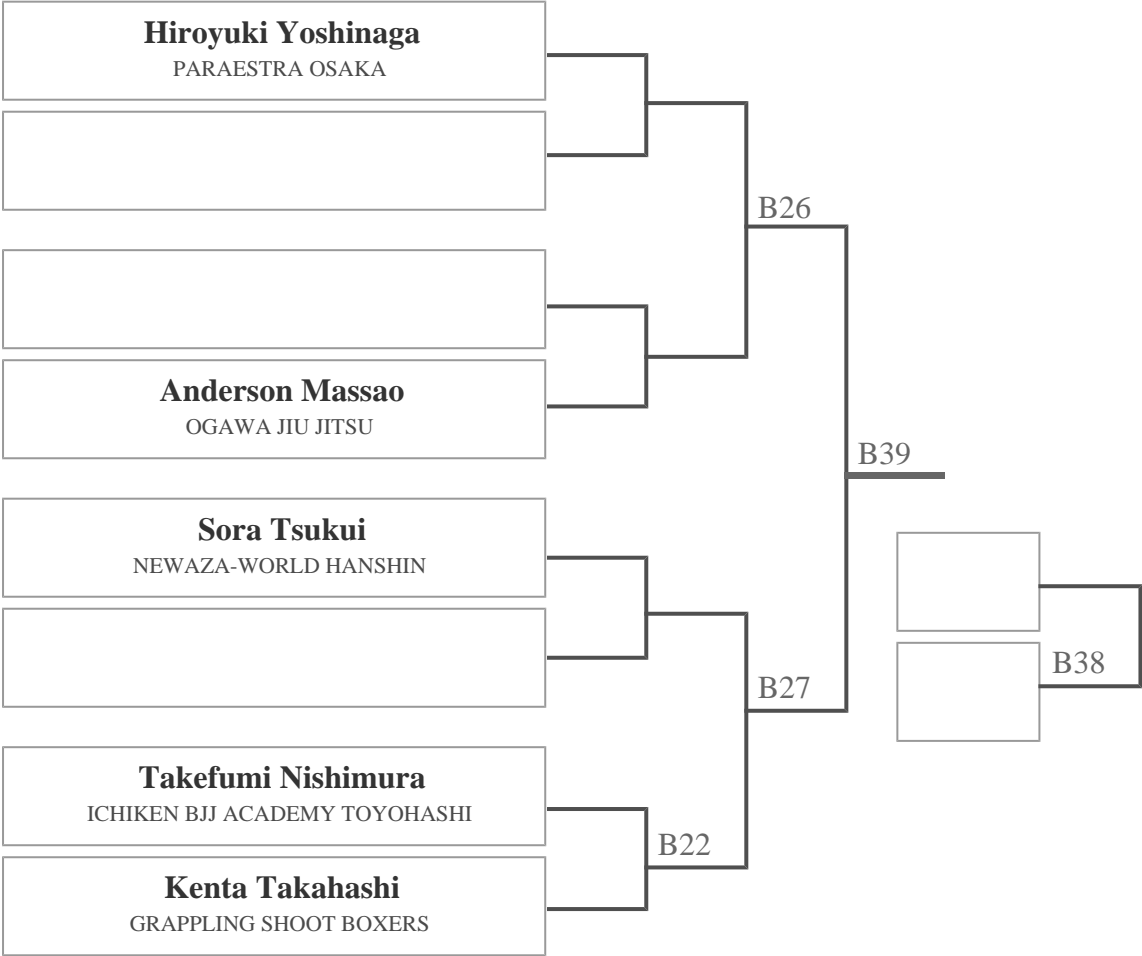 Hiroyuki Yoshinaga
PARAESTRA OSAKA
B26
Anderson Massao
OGAWA JIU JITSU
B39
Sora Tsukui
NEWAZA-WORLD HANSHIN
B38
B27
Takefumi Nishimura
ICHIKEN BJJ ACADEMY TOYOHASHI
B22
Kenta Takahashi
GRAPPLING SHOOT BOXERS